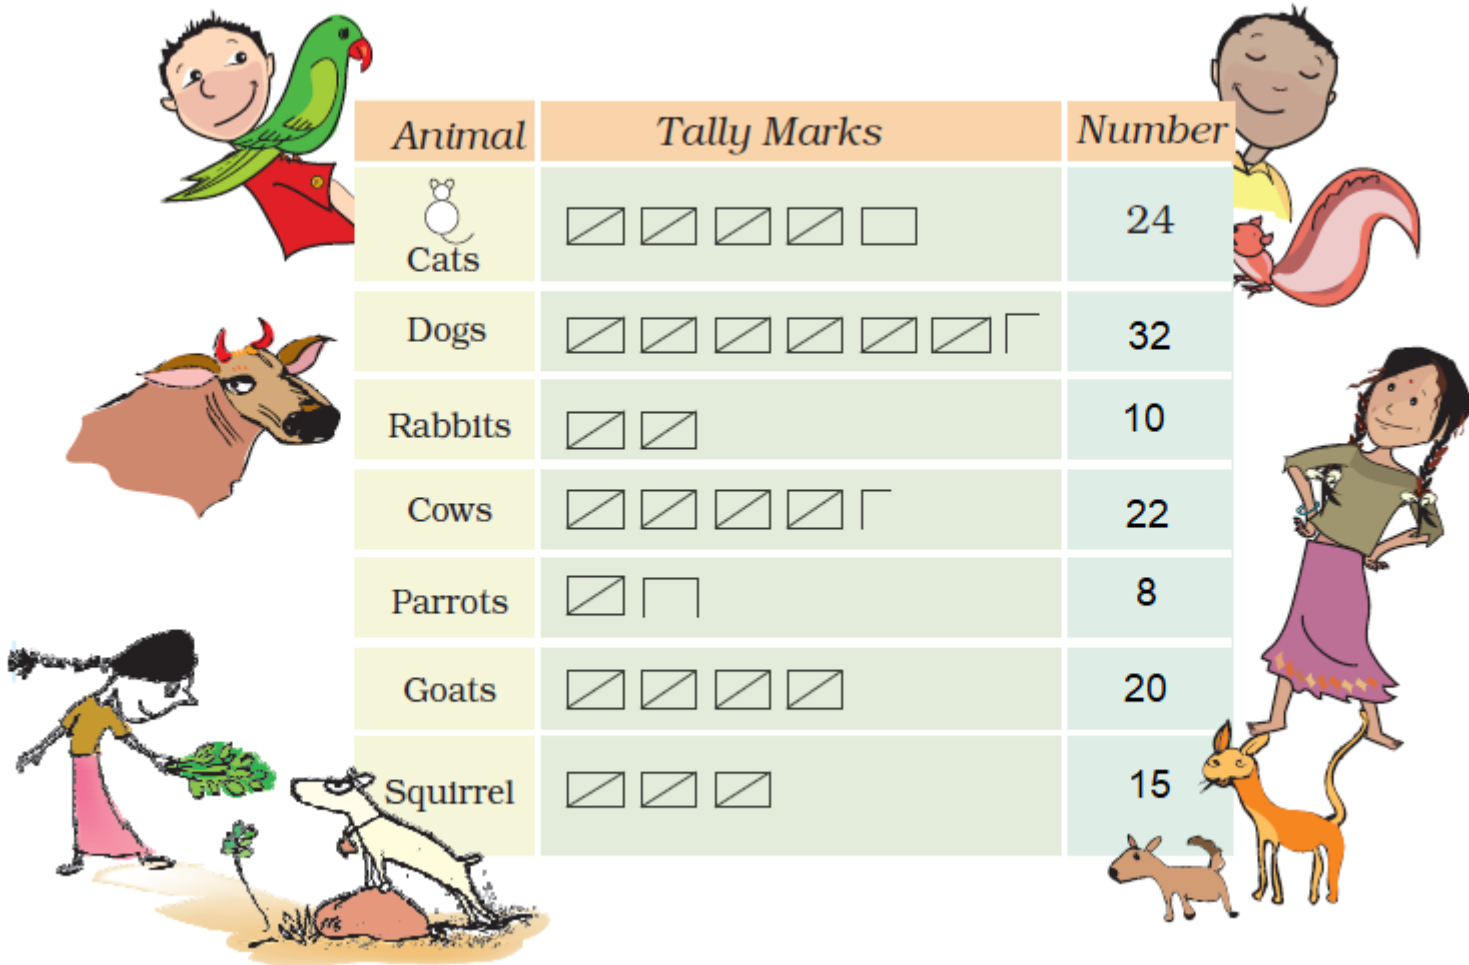 Animal Tally Marks Number
Cats 24
Dogs 32
Rabbits 10
Cows 22
Parrots 8
Goats 20
Squirrel 15